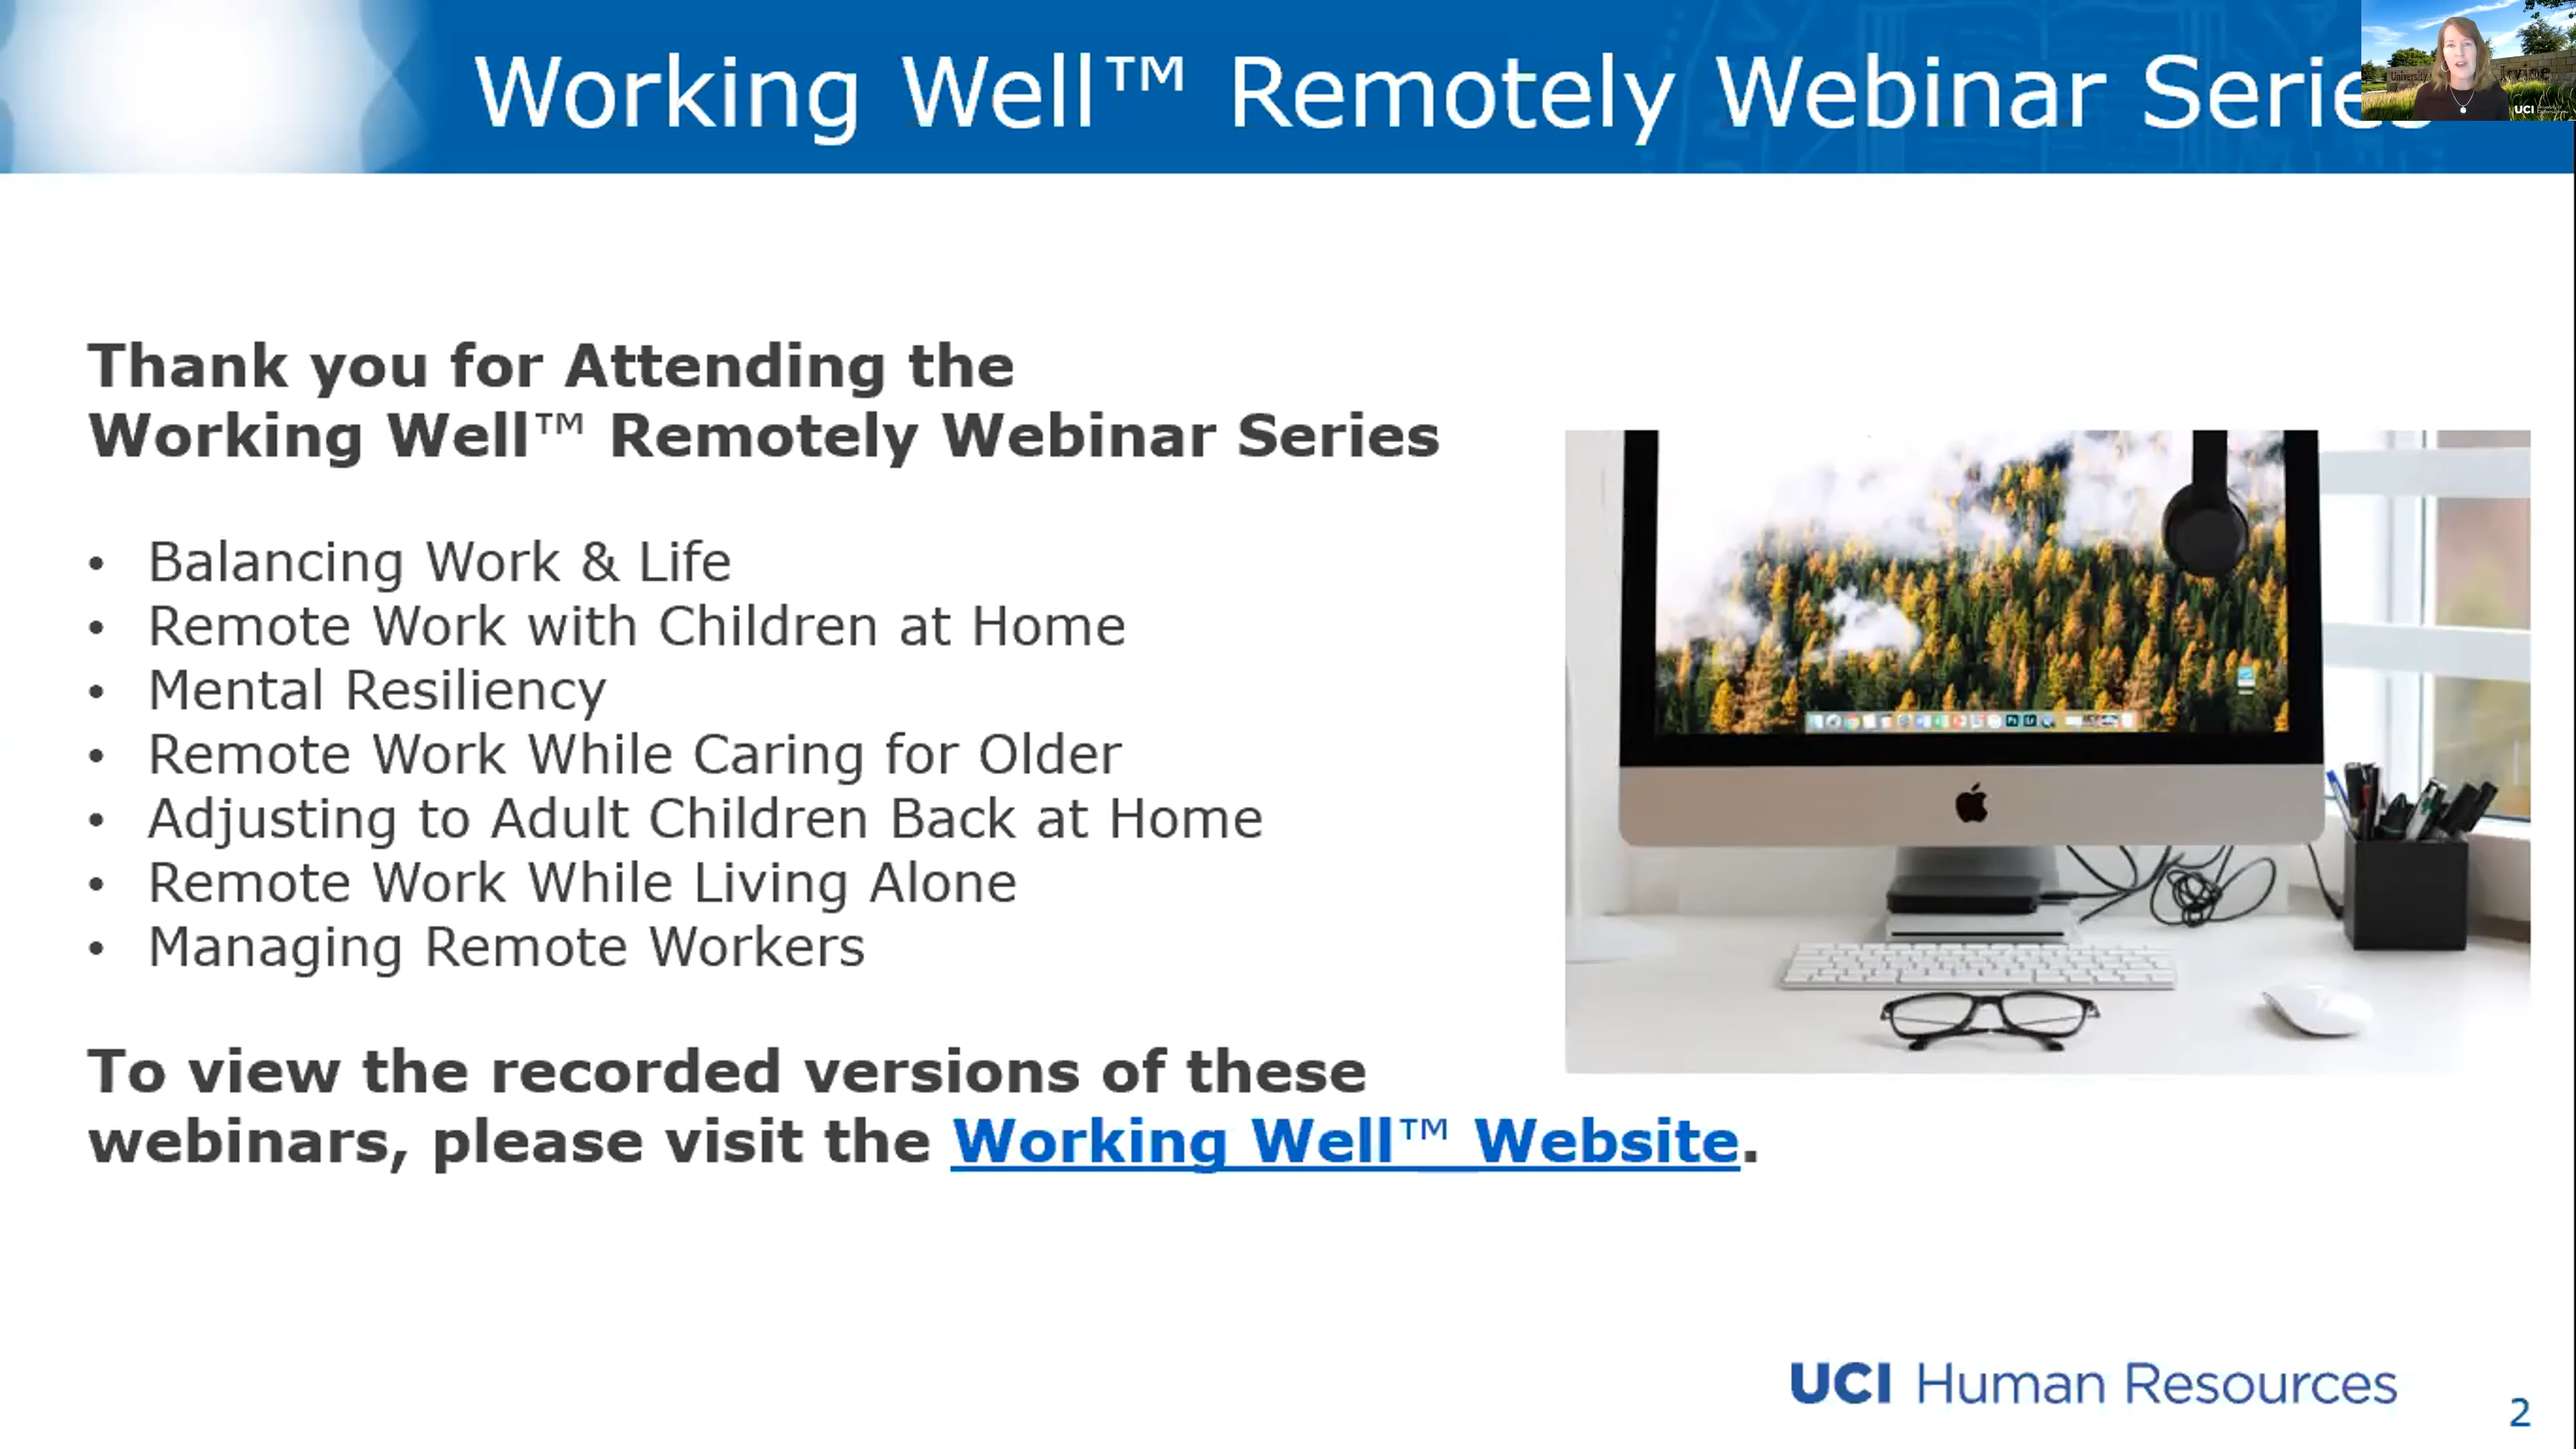 Working Well™ Remotely Webinar Serie
University
UCI
Thank you for Attending the
Working Well™ Remotely Webinar Series
• Balancing Work & Life
• Remote Work with Children at Home
• Mental Resiliency
• Remote Work While Caring for Older
• Adjusting to Adult Children Back at Home
• Remote Work While Living Alone
• Managing Remote Workers
To view the recorded versions of these
webinars, please visit the Working Well™ Website.
UCI Human Resources
2